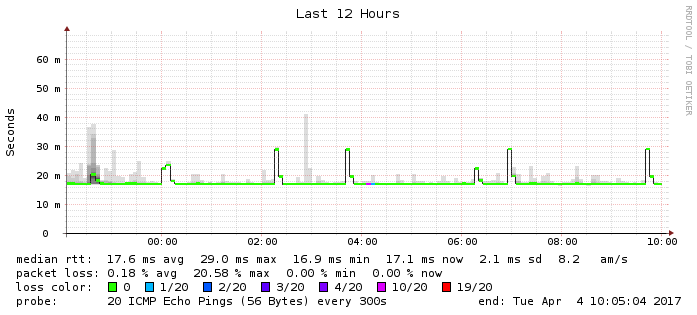 Last 12 Hours
RRDTOOL / TOBI OETIKER
Seconds
60 m
50 m
40 m
30 m
20 m
10 m
0
00:00 02:00 04:00 06:00 08:00 10:00
median rtt: 17.6 ms avg 29.0 ms max 16.9 ms min 17.1 ms now 2.1 ms sd 8.2 am/s
packet loss: 0.18 % avg 20.58 % max 0.00 % min 0.00 % now
loss color: 0 1/20 2/20 3/20 4/20 10/20 19/20
probe: 20 ICMP Echo Pings (56 Bytes) every 300s end: Tue Apr 4 10:05:04 2017